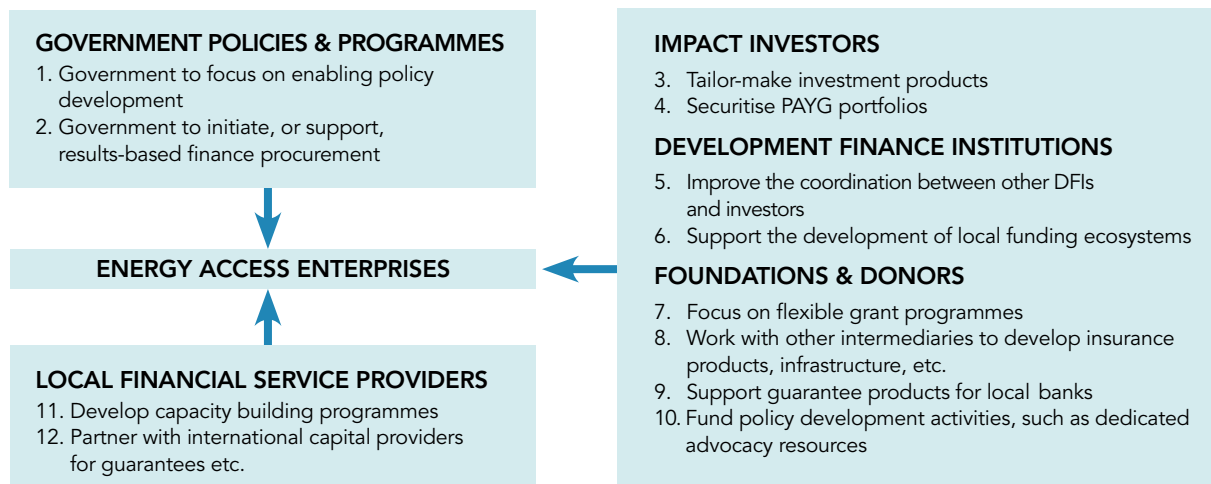 GOVERNMENT POLICIES & PROGRAMMES
1. Government to focus on enabling policy
development
2. Government to initiate, or support,
results-based finance procurement
ENERGY ACCESS ENTERPRISES
LOCAL FINANCIAL SERVICE PROVIDERS
11. Develop capacity building programmes
12. Partner with international capital providers
for guarantees etc.
IMPACT INVESTORS
3. Tailor-make investment products
4. Securitise PAYG portfolios
DEVELOPMENT FINANCE INSTITUTIONS
5. Improve the coordination between other DFIs
and investors
6. Support the development of local funding ecosystems
FOUNDATIONS & DONORS
7. Focus on flexible grant programmes
8. Work with other intermediaries to develop insurance
products, infrastructure, etc.
9. Support guarantee products for local banks
10. Fund policy development activities, such as dedicated
advocacy resources